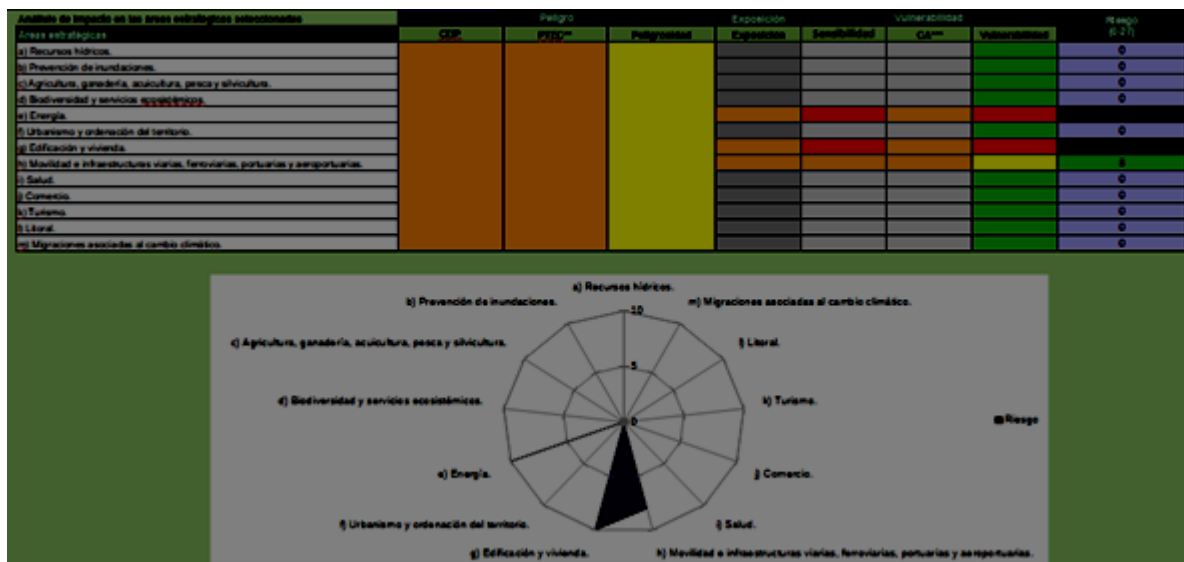 Análisis de Impacto en las áreas estratégicas seleccionadas Peligro Exposición Vulnerabilidad Riesgo
Áreas estratégicas CDP PTEC** Peligrosidad Exposición Sensibilidad CA*** Vulnerabilidad (0-27)
a) Recursos hídricos. 0
b) Prevención de inundaciones. 0
c) Agricultura, ganadería, acuicultura, pesca y silvicultura. 0
d) Biodiversidad y servicios ecosistémicos. 0
e) Energía.
f) Urbanismo y ordenación del territorio. 0
g) Edificación y vivienda.
h) Movilidad e infraestructuras viarias, ferroviarias, portuarias y aeroportuarias. 8
i) Salud. 0
j) Comercio. 0
k) Turismo. 0
l) Litoral. 0
m) Migraciones asociadas al cambio climático. 0
a) Recursos hídricos.
b) Prevención de inundaciones.
m) Migraciones asociadas al cambio climático.
10
c) Agricultura, ganadería, acuicultura, pesca y silvicultura.
l) Litoral.
5
d) Biodiversidad y servicios ecosistémicos.
k) Turismo.
0
Riesgo
e) Energía.
j) Comercio.
f) Urbanismo y ordenación del territorio.
i) Salud.
g) Edificación y vivienda.
h) Movilidad e infraestructuras viarias, ferroviarias, portuarias y aeroportuarias.